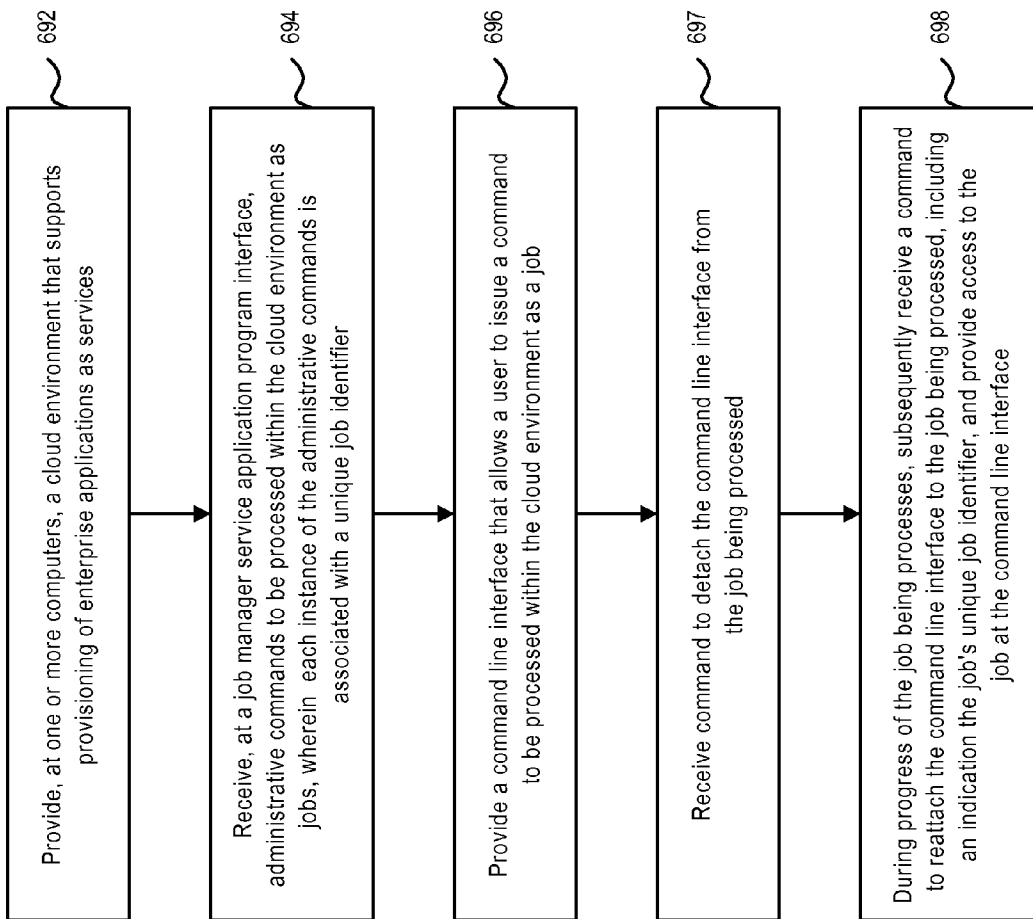 Provide, at one or more computers, a cloud environment that supports
provisioning of enterprise applications as services
692
Receive, at a job manager service application program interface,
administrative commands to be processed within the cloud environment as
jobs, wherein each instance of the administrative commands is
associated with a unique job identifier
694
Provide a command line interface that allows a user to issue a command
to be processed within the cloud environment as a job
696
Receive command to detach the command line interface from
the job being processed
697
During progress of the job being processes, subsequently receive a command
to reattach the command line interface to the job being processed, including
an indication the job's unique job identifier, and provide access to the
job at the command line interface
698